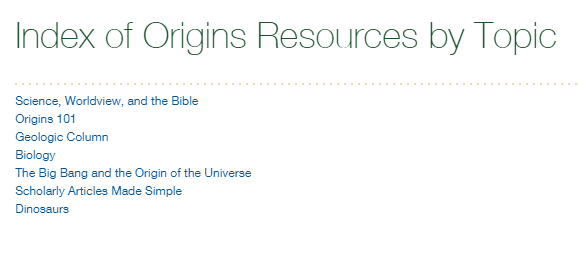 Index of Origins Resources by Topic
Science, Worldview, and the Bible
Origins 101
Geologic Column
Biology
The Big Bang and the Origin of the Universe
Scholarly Articles Made Simple
Dinosaurs